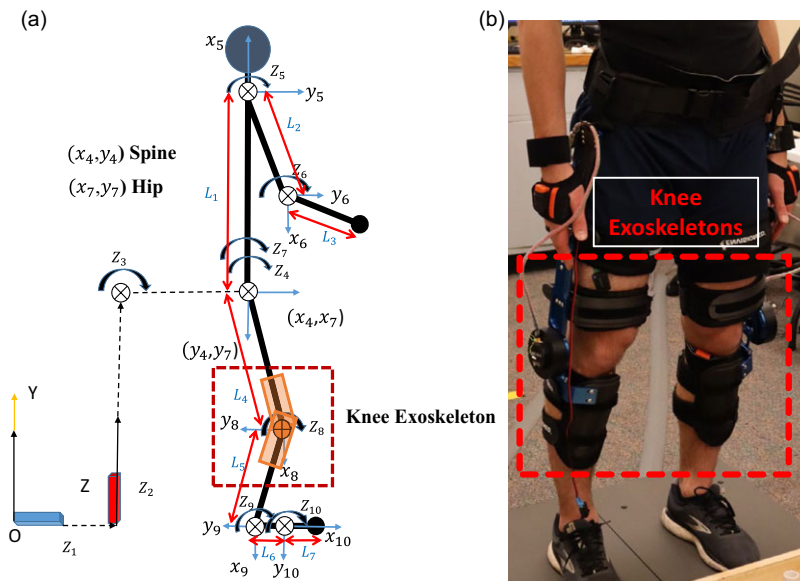 (a)
x₅
Z₅
y₅
L₂
(x₄,y₄) Spine
(x₇,y₇) Hip
L₁
Z₆
y₆
x₆
L₃
Z₇
Z₄
Z₃
(x₄,x₇)
(y₄,y₇)
L₄
Knee Exoskeleton
y₈
Z₈
L₅
x₈
Y
Z
Z₂
O
Z₁
Z₉
Z₁₀
y₉
x₁₀
L₆
L₇
x₉
y₁₀
(b)
Knee
Exoskeletons